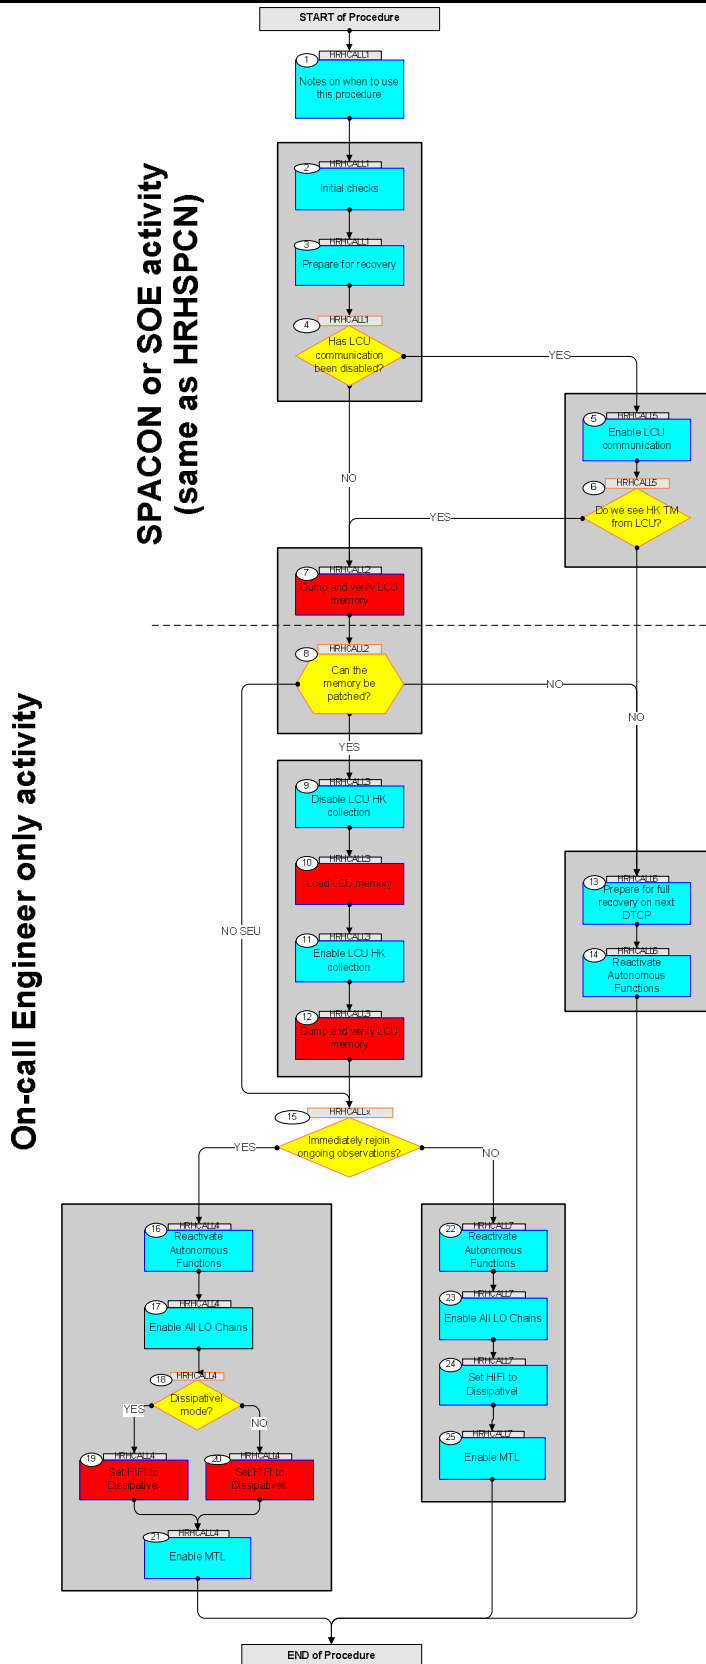 START of Procedure
HRHCALL1
1
Notes on when to use
this procedure
SPACON or SOE activity
(same as HRHSPCN)
HRHCALL1
2
Initial checks
HRHCALL1
3
Prepare for recovery
HRHCALL1
4
Has LCU
communication
been disabled?
YES
NO
HRHCALL5
5
Enable LCU
communication
HRHCALL5
6
Do we see HK TM
from LCU?
YES
NO
HRHCALL2
7
Dump and verify LCU
memory
HRHCALL2
8
Can the
memory be
patched?
NO
YES
NO SEU
On-call Engineer only activity
HRHCALL3
9
Disable LCU HK
collection
HRHCALL3
10
Load LCU memory
HRHCALL3
11
Enable LCU HK
collection
HRHCALL3
12
Dump and verify LCU
memory
HRHCALL6
13
Prepare for full
recovery on next
DTCP
HRHCALL6
14
Reactivate
Autonomous
Functions
HRHCALLx
15
Immediately rejoin
ongoing observations?
YES
NO
HRHCALL4
16
Reactivate
Autonomous
Functions
HRHCALL4
17
Enable All LO Chains
HRHCALL4
18
DissipativeI
mode?
YES
NO
HRHCALL4
19
Set HIFI to
DissipativeI
HRHCALL4
20
Set HIFI to
DissipativeII
HRHCALL4
21
Enable MTL
HRHCALL7
22
Reactivate
Autonomous
Functions
HRHCALL7
23
Enable All LO Chains
HRHCALL7
24
Set HIFI to
DissipativeI
HRHCALL7
25
Enable MTL
END of Procedure